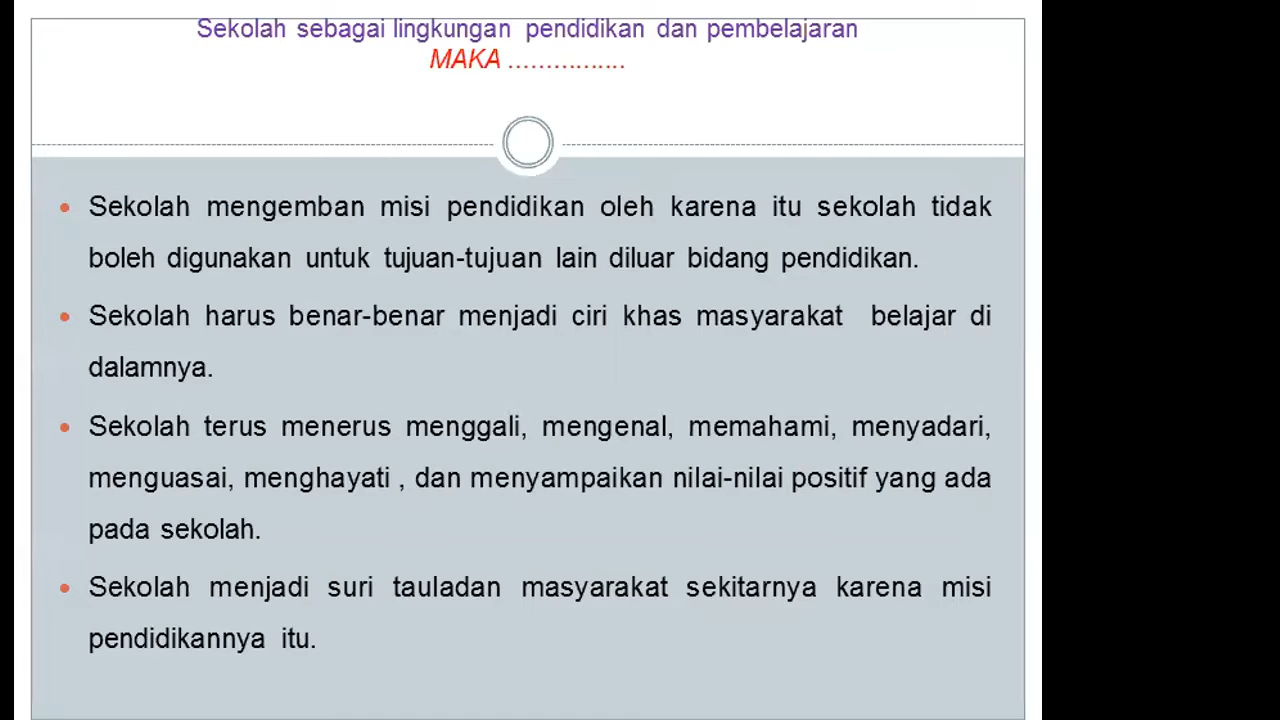 Sekolah sebagai lingkungan pendidikan dan pembelajaran
MAKA ................
• Sekolah mengemban misi pendidikan oleh karena itu sekolah tidak
boleh digunakan untuk tujuan-tujuan lain diluar bidang pendidikan.
• Sekolah harus benar-benar menjadi ciri khas masyarakat belajar di
dalamnya.
• Sekolah terus menerus menggali, mengenal, memahami, menyadari,
menguasai, menghayati , dan menyampaikan nilai-nilai positif yang ada
pada sekolah.
• Sekolah menjadi suri tauladan masyarakat sekitarnya karena misi
pendidikannya itu.